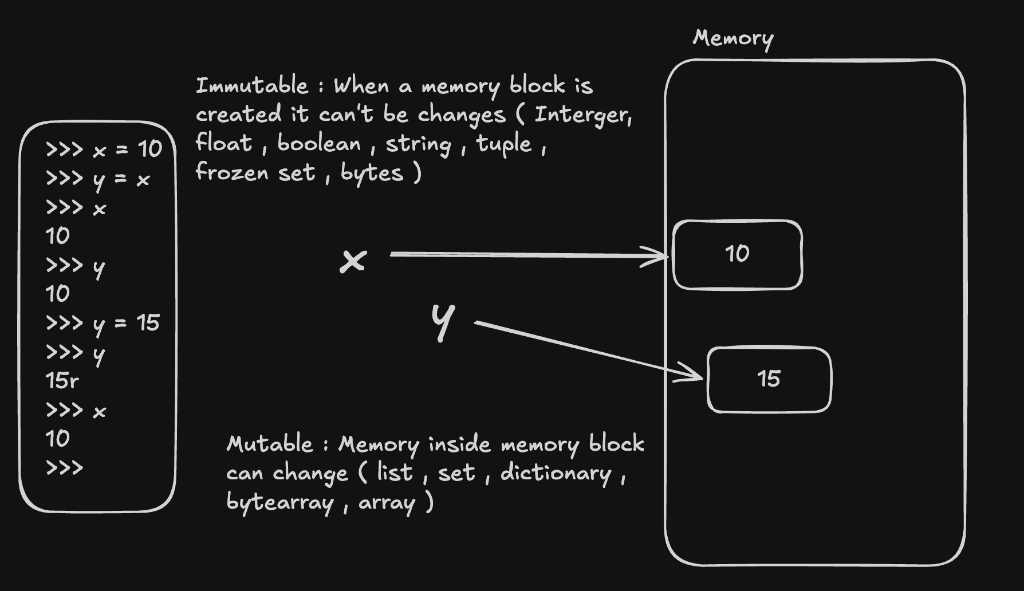 Memory
Immutable : When a memory block is
created it can't be changes ( Interger,
float , boolean , string , tuple ,
frozen set , bytes )
>>> x = 10
>>> y = x
>>> x
10
>>> y
10
>>> y = 15
>>> y
15r
>>> x
10
>>>
x
10
y
15
Mutable : Memory inside memory block
can change ( list , set , dictionary ,
bytearray , array )